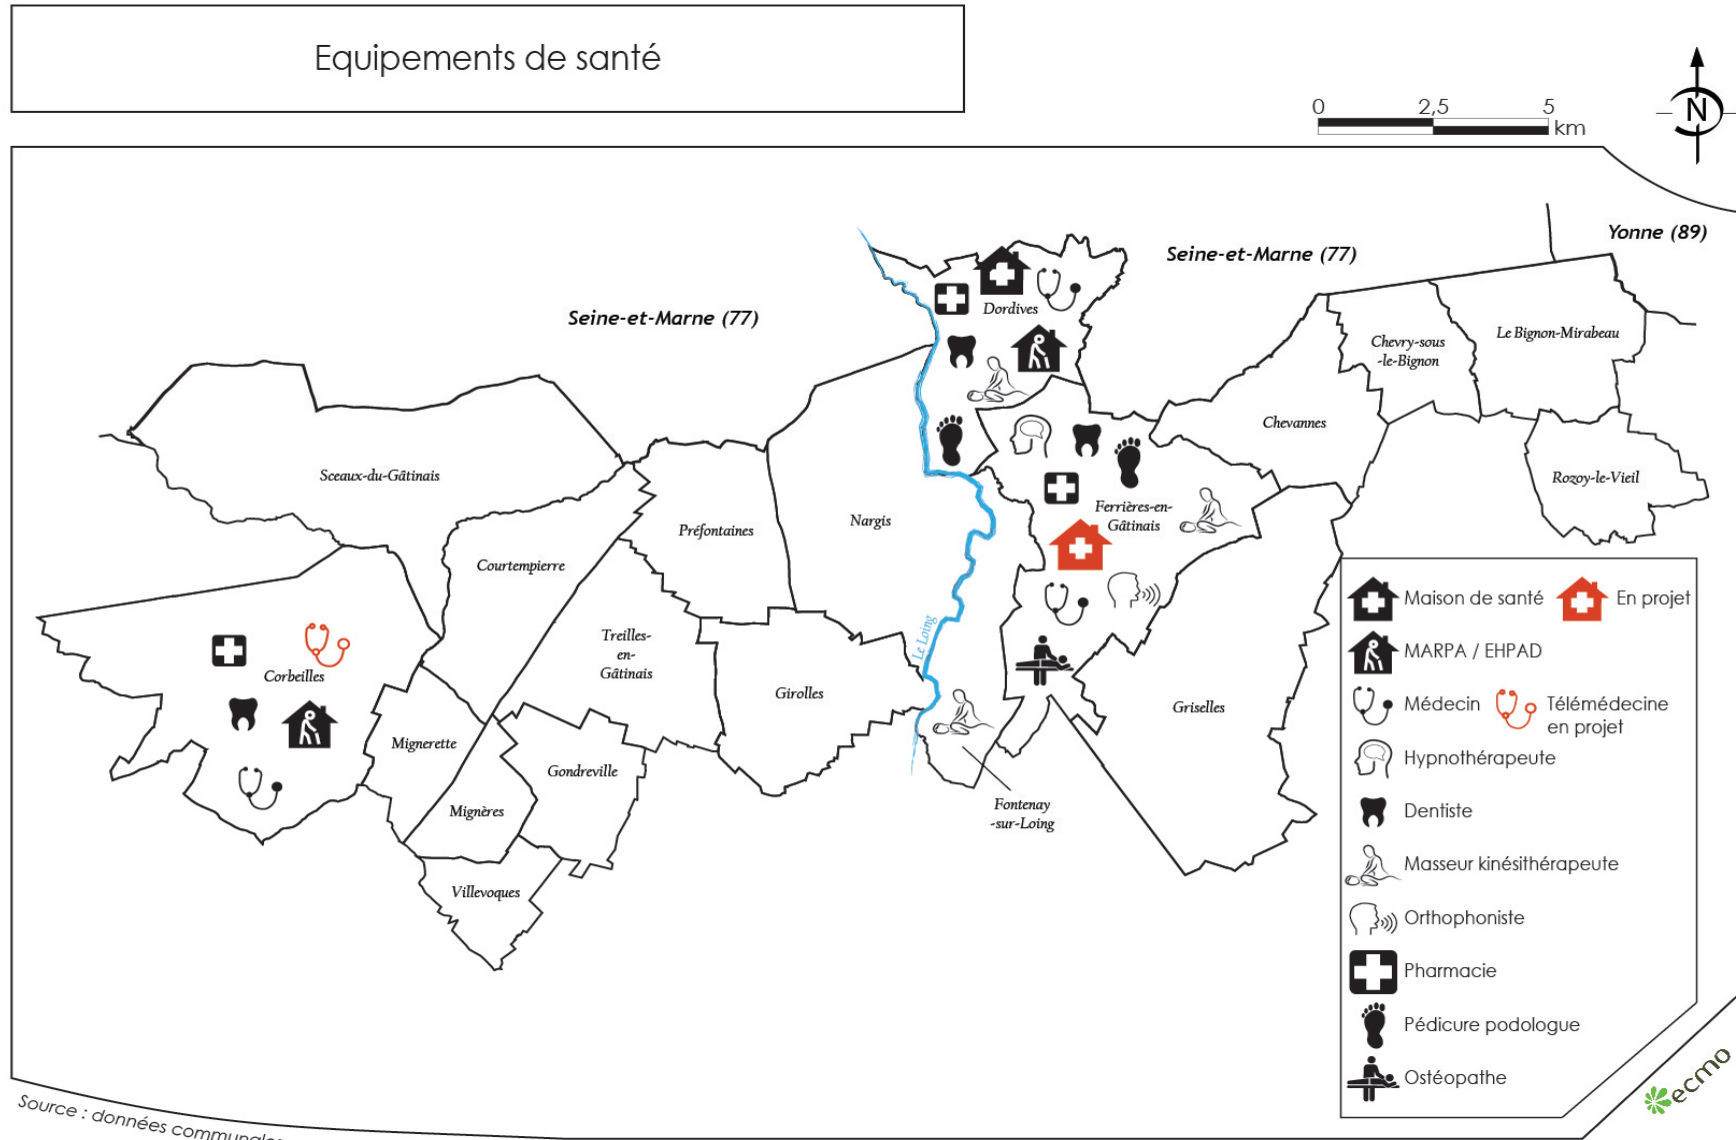 Equipements de santé
0 2,5 5
km
N
Yonne (89)
Seine-et-Marne (77)
Seine-et-Marne (77)
Dordives
Le Bignon-Mirabeau
Chevry-sous
-le-Bignon
Chevannes
Sceaux-du-Gâtinais
Rozoy-le-Vieil
Ferrières-en-
Gâtinais
Nargis
Préfontaines
Courtempierre
Treilles-
en-
Gâtinais
Le Loing
Corbeilles
Girolles
Griselles
Mignerette
Gondreville
Mignères
Fontenay
-sur-Loing
Villevoques
Maison de santé
En projet
MARPA / EHPAD
Médecin
Télémédecine
en projet
Hypnothérapeute
Dentiste
Masseur kinésithérapeute
Orthophoniste
Pharmacie
Pédicure podologue
Ostéopathe
Source : données communales
ecmo